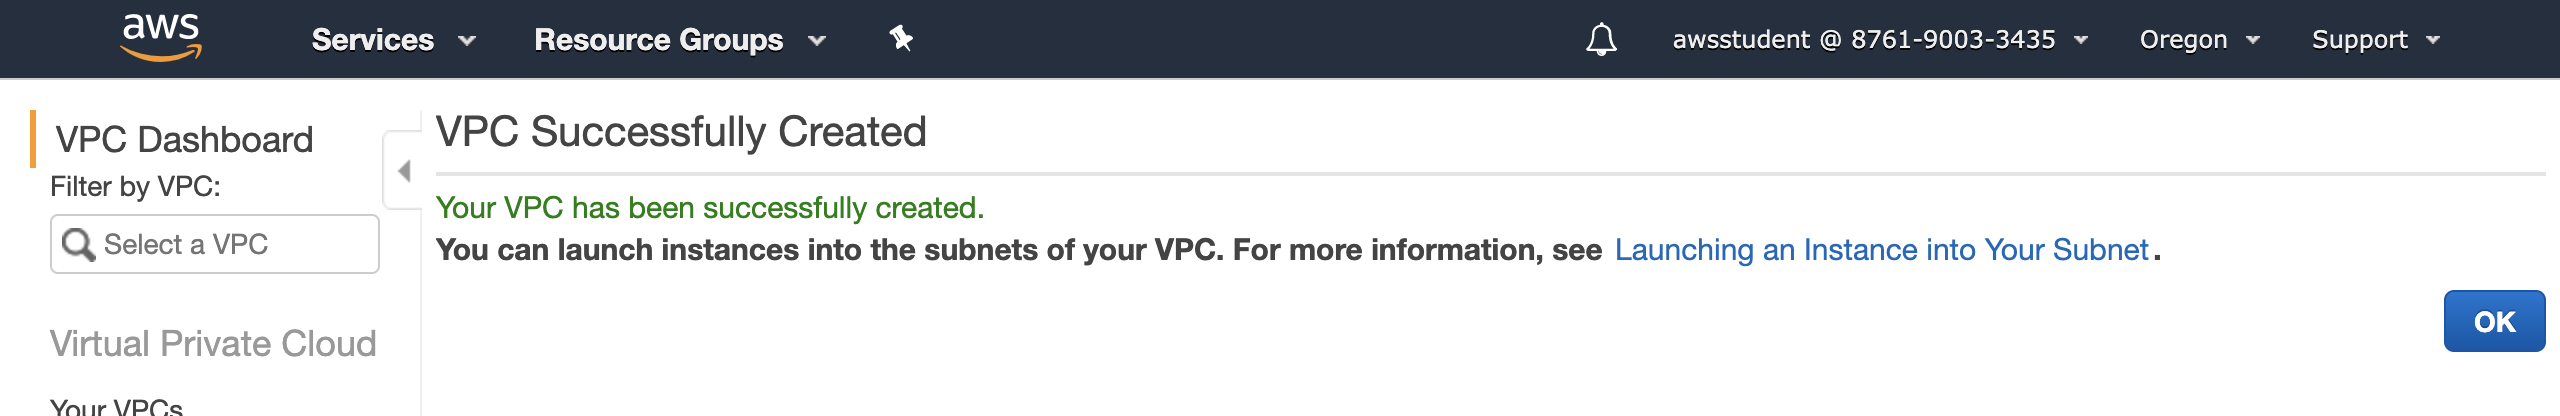 aws Services Resource Groups awsstudent @ 8761-9003-3435 Oregon Support
VPC Dashboard
Filter by VPC:
Select a VPC
Virtual Private Cloud
Your VPCs
VPC Successfully Created
Your VPC has been successfully created.
You can launch instances into the subnets of your VPC. For more information, see Launching an Instance into Your Subnet.
OK